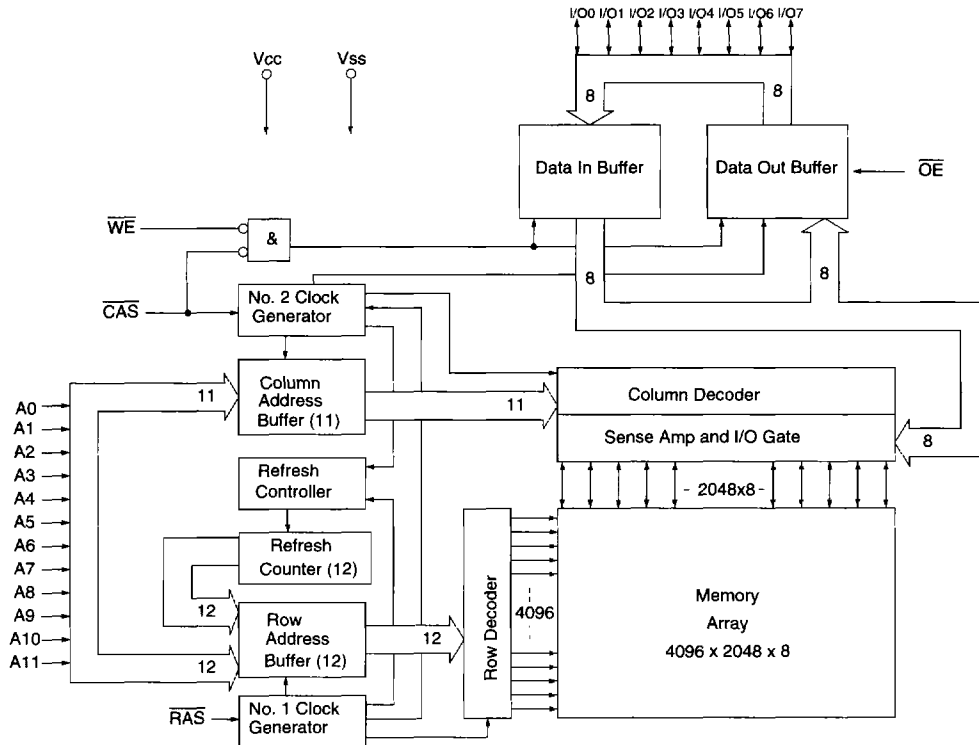 I/O0 I/O1 I/O2 I/O3 I/O4 I/O5 I/O6 I/O7
Vcc
Vss
8
8
Data In Buffer
Data Out Buffer
OE
WE
&
8
8
CAS
No. 2 Clock
Generator
11
Column
Address
Buffer (11)
11
Column Decoder
Sense Amp and I/O Gate
8
A0
A1
A2
A3
A4
A5
A6
A7
A8
A9
A10
A11
Refresh
Controller
2048x8
Refresh
Counter (12)
12
Row
Address
Buffer (12)
12
12
Row Decoder
4096
Memory
Array
4096 x 2048 x 8
RAS
No. 1 Clock
Generator